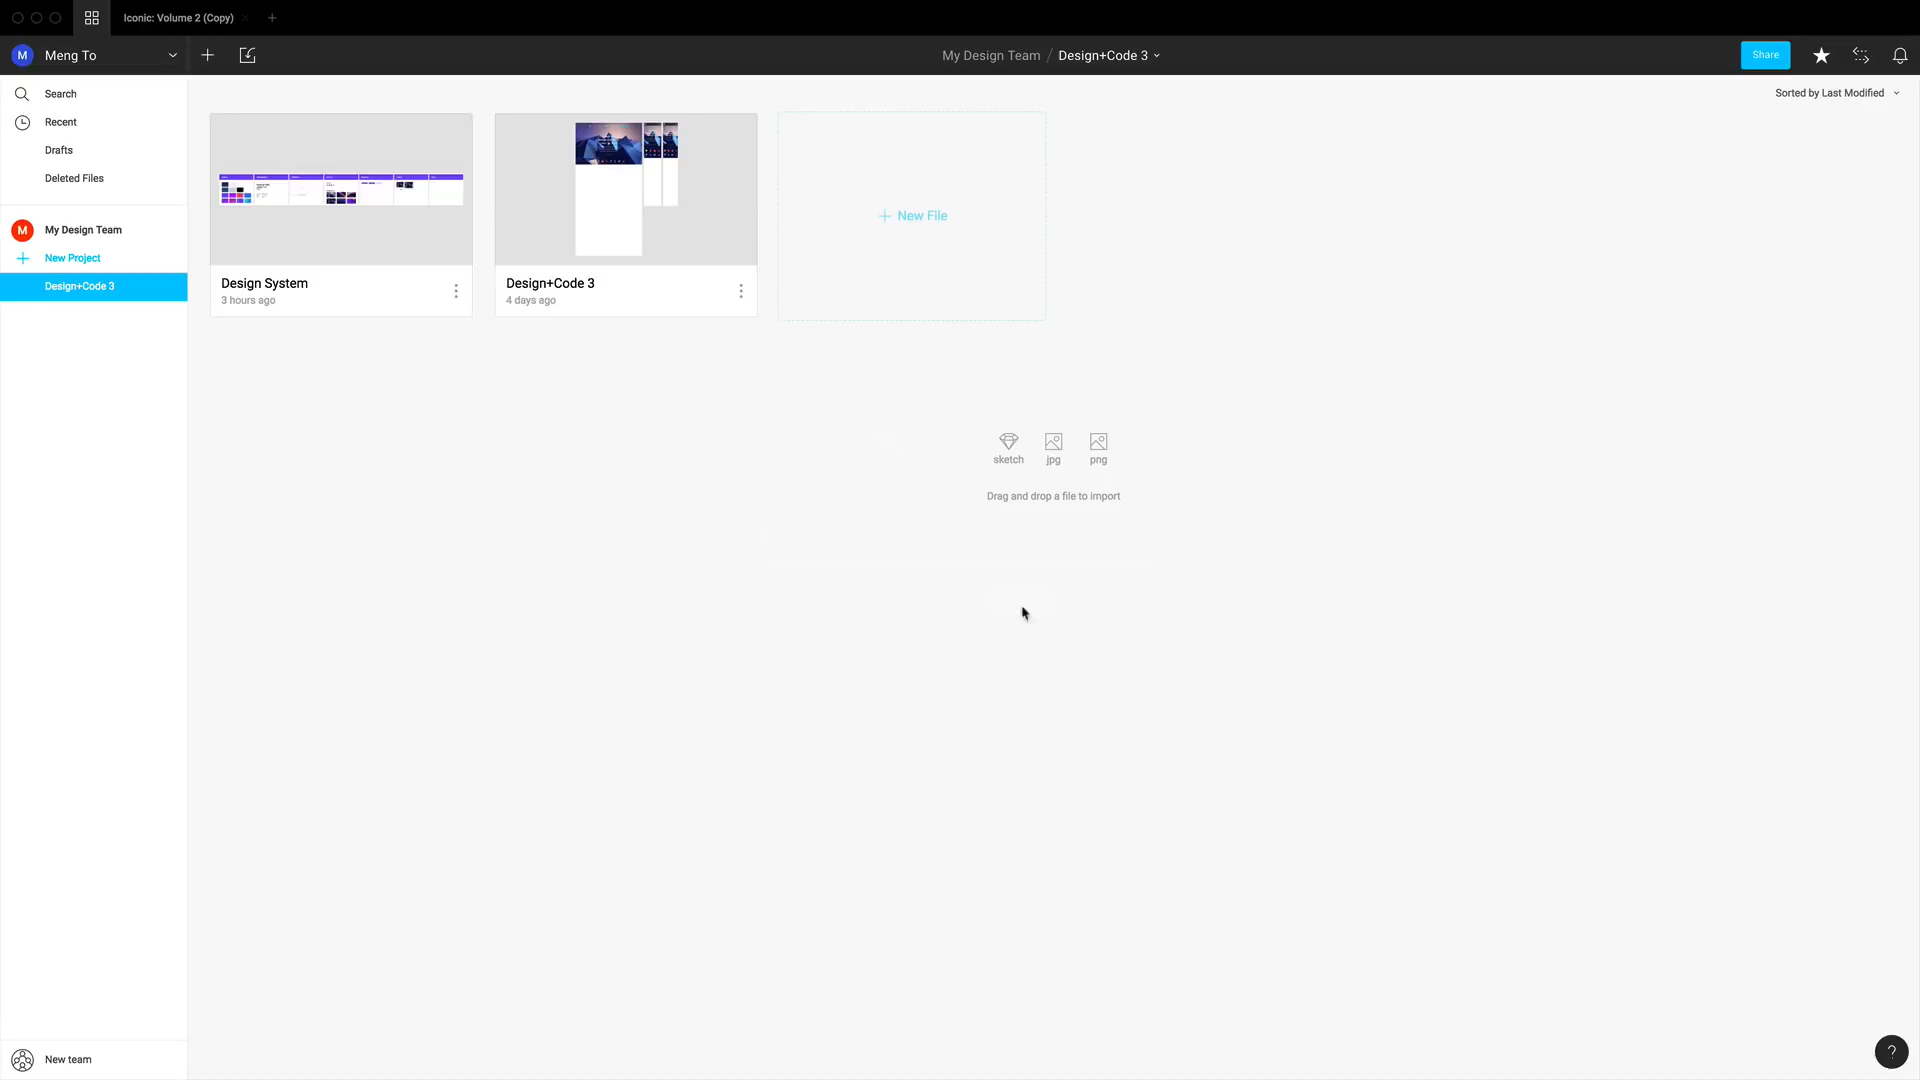 Iconic: Volume 2 (Copy)
M Meng To
My Design Team / Design+Code 3
Share
Search
Recent
Drafts
Deleted Files
M My Design Team
New Project
Design+Code 3
Sorted by Last Modified
Design System
3 hours ago
Design+Code 3
4 days ago
+ New File
sketch jpg png
Drag and drop a file to import
New team
?